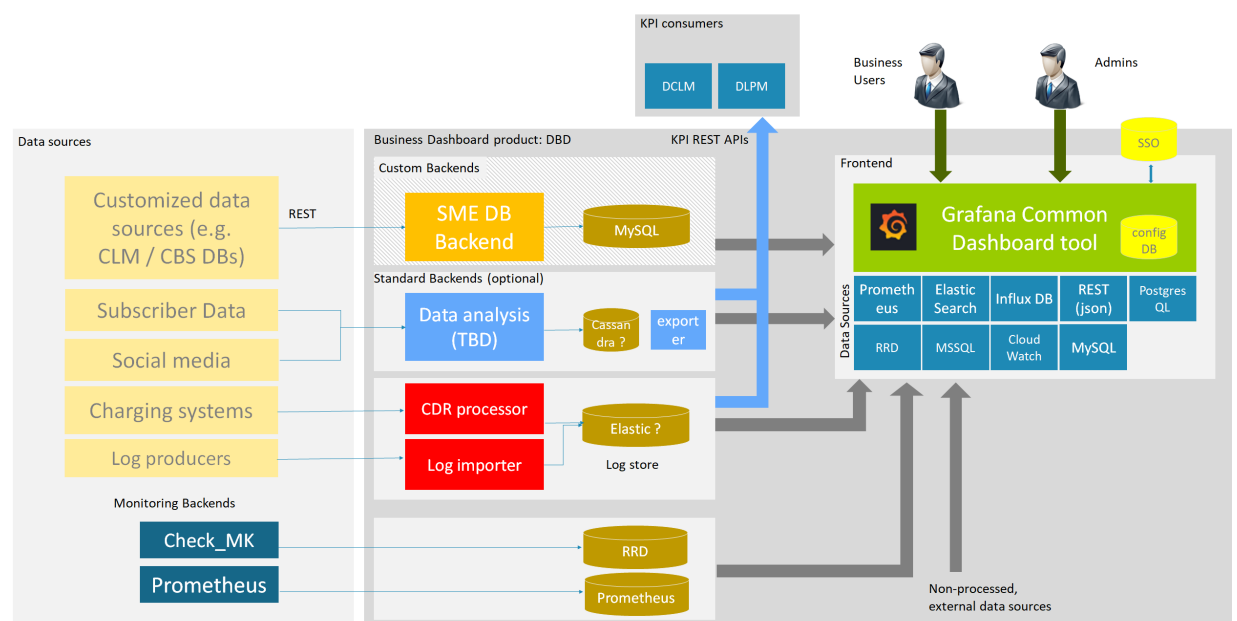 KPI consumers
DCLM
DLPM
Business
Users
Admins
Data sources
Business Dashboard product: DBD
KPI REST APIs
SSO
Custom Backends
Frontend
Customized data
sources (e.g.
CLM / CBS DBs)
REST
SME DB
Backend
MySQL
Grafana Common
Dashboard tool
config
DB
Standard Backends (optional)
Subscriber Data
Social media
Data analysis
(TBD)
Cassan
dra ?
export
er
Data Sources
Prometh
eus
Elastic
Search
Influx DB
REST
(json)
Postgres
QL
RRD
MSSQL
Cloud
Watch
MySQL
Charging systems
CDR processor
Elastic ?
Log producers
Log importer
Log store
Monitoring Backends
Check_MK
RRD
Prometheus
Prometheus
Non-processed,
external data sources